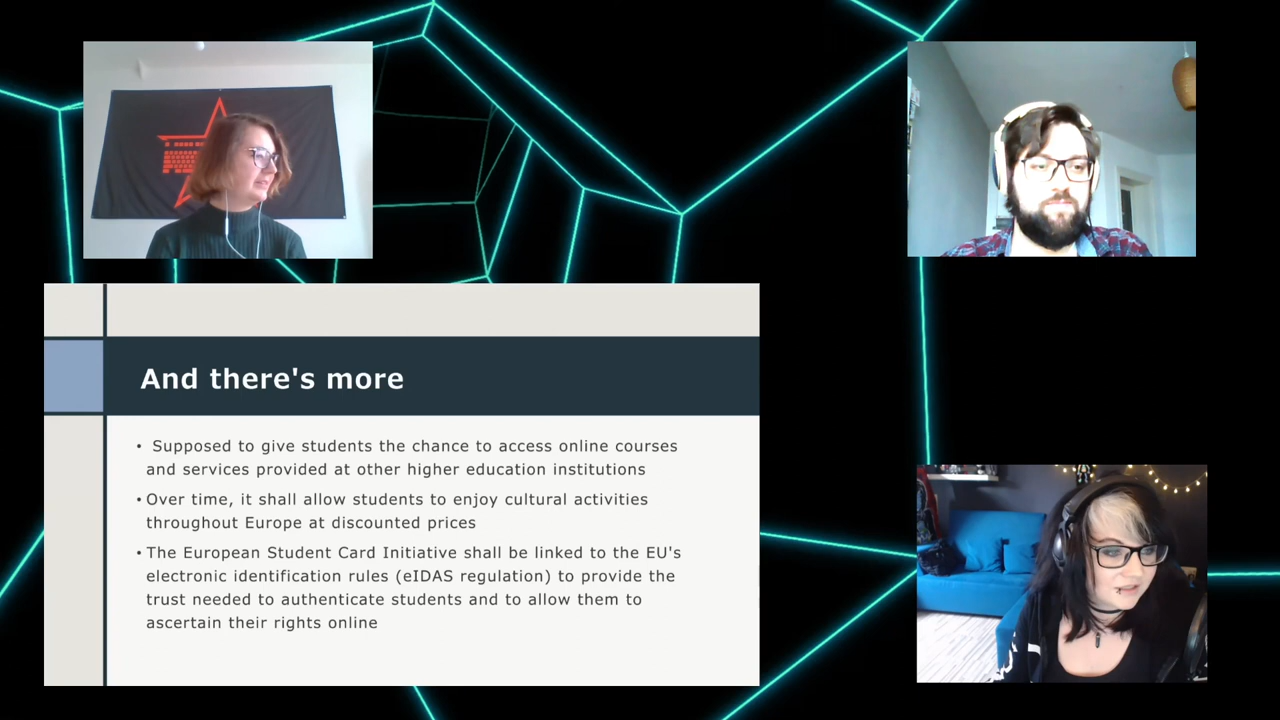 And there's more
• Supposed to give students the chance to access online courses
and services provided at other higher education institutions
• Over time, it shall allow students to enjoy cultural activities
throughout Europe at discounted prices
• The European Student Card Initiative shall be linked to the EU's
electronic identification rules (eIDAS regulation) to provide the
trust needed to authenticate students and to allow them to
ascertain their rights online